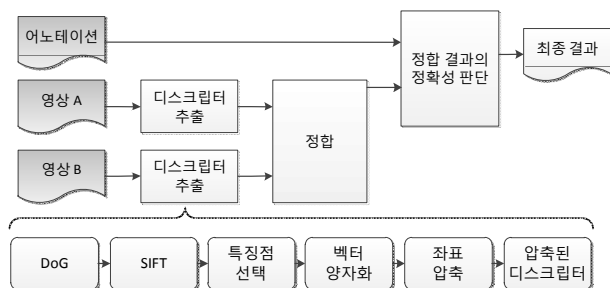 어노테이션
정합 결과의
정확성 판단
최종 결과
영상 A
디스크립터
추출
정합
영상 B
디스크립터
추출
DoG
SIFT
특징점
선택
벡터
양자화
좌표
압축
압축된
디스크립터